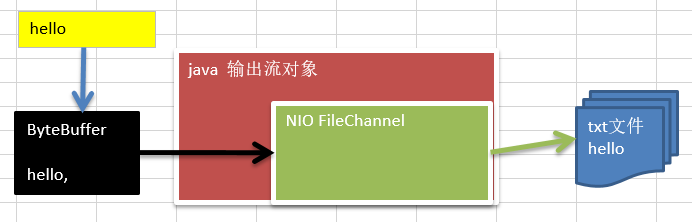 hello
java 输出流对象
NIO FileChannel
ByteBuffer
hello,
txt文件
hello